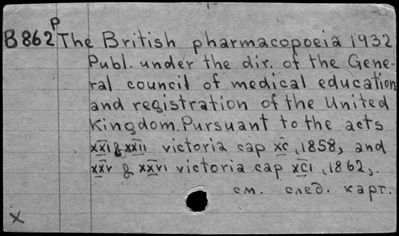 B862 P The British pharmacopoeia 1932
Publ. under the dir. of the Gene-
ral council of medical education
and registration of the United
Kingdom. Pursuant to the acts
xxi & xxii victoria cap xc, 1858, and
xxv & xxvi victoria cap xci, 1862,.
см. след. карт.
x